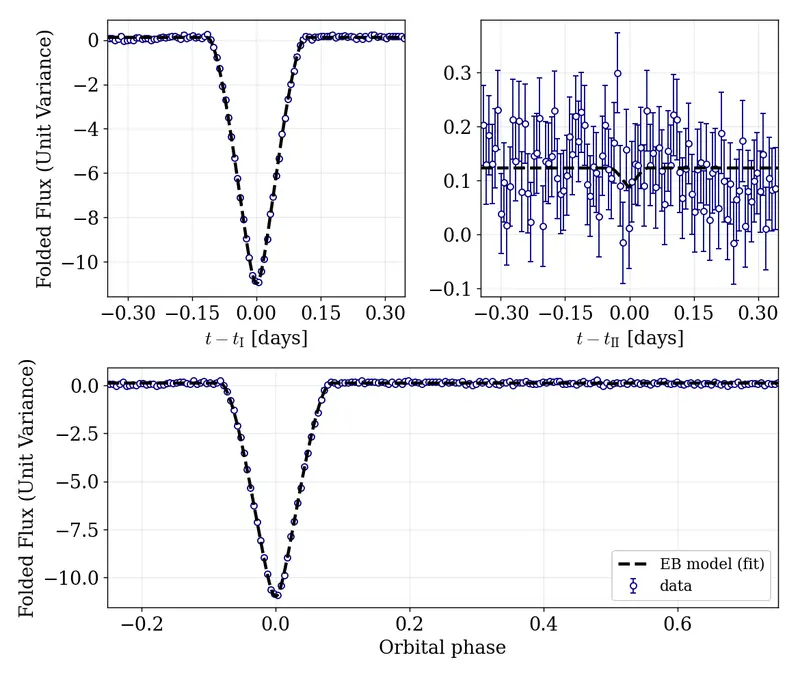 Folded Flux (Unit Variance)
0
−2
−4
−6
−8
−10
−0.30 −0.15 0.00 0.15 0.30
t − t_I [days]
0.3
0.2
0.1
0.0
−0.1
−0.30 −0.15 0.00 0.15 0.30
t − t_II [days]
Folded Flux (Unit Variance)
0.0
−2.5
−5.0
−7.5
−10.0
−0.2 0.0 0.2 0.4 0.6
Orbital phase
EB model (fit)
data